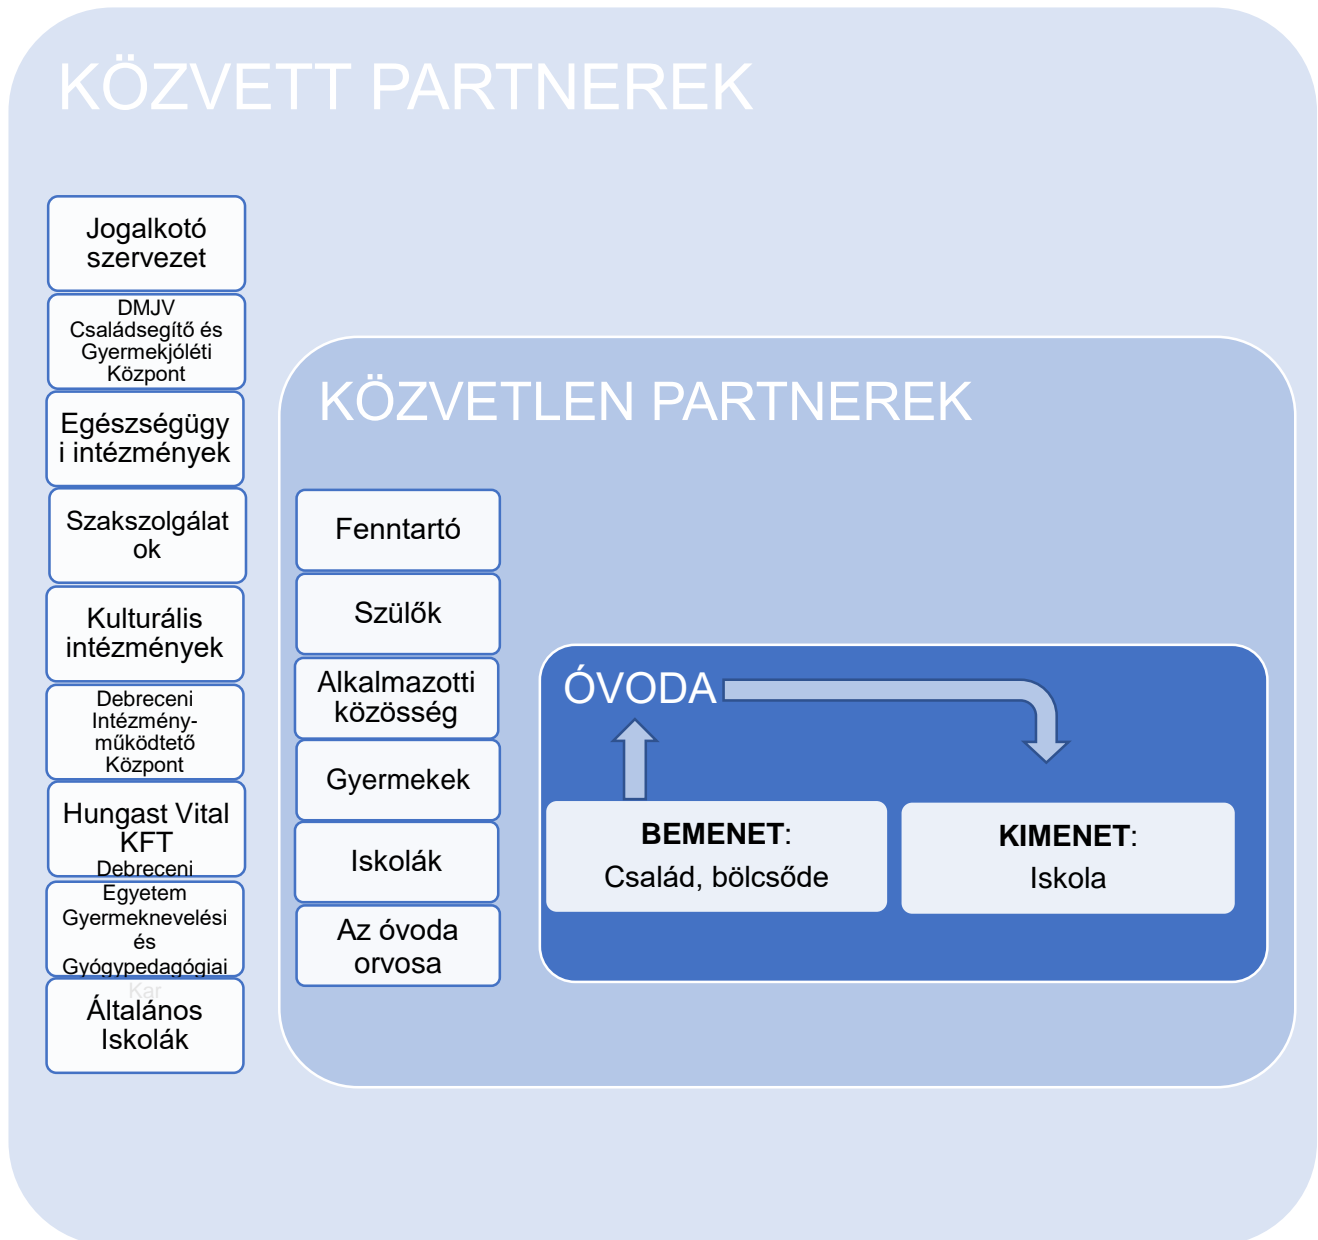 KÖZVETT PARTNEREK
Jogalkotó
szervezet
DMJV
Családsegítő és
Gyermekjóléti
Központ
Egészségügy
i intézmények
Szakszolgálat
ok
Kulturális
intézmények
Debreceni
Intézmény-
működtető
Központ
Hungast Vital
KFT
Debreceni
Egyetem
Gyermeknevelési
és
Gyógypedagógiai
Kar
Általános
Iskolák
KÖZVETLEN PARTNEREK
Fenntartó
Szülők
Alkalmazotti
közösség
Gyermekek
Iskolák
Az óvoda
orvosa
ÓVODA
BEMENET:
Család, bölcsőde
KIMENET:
Iskola